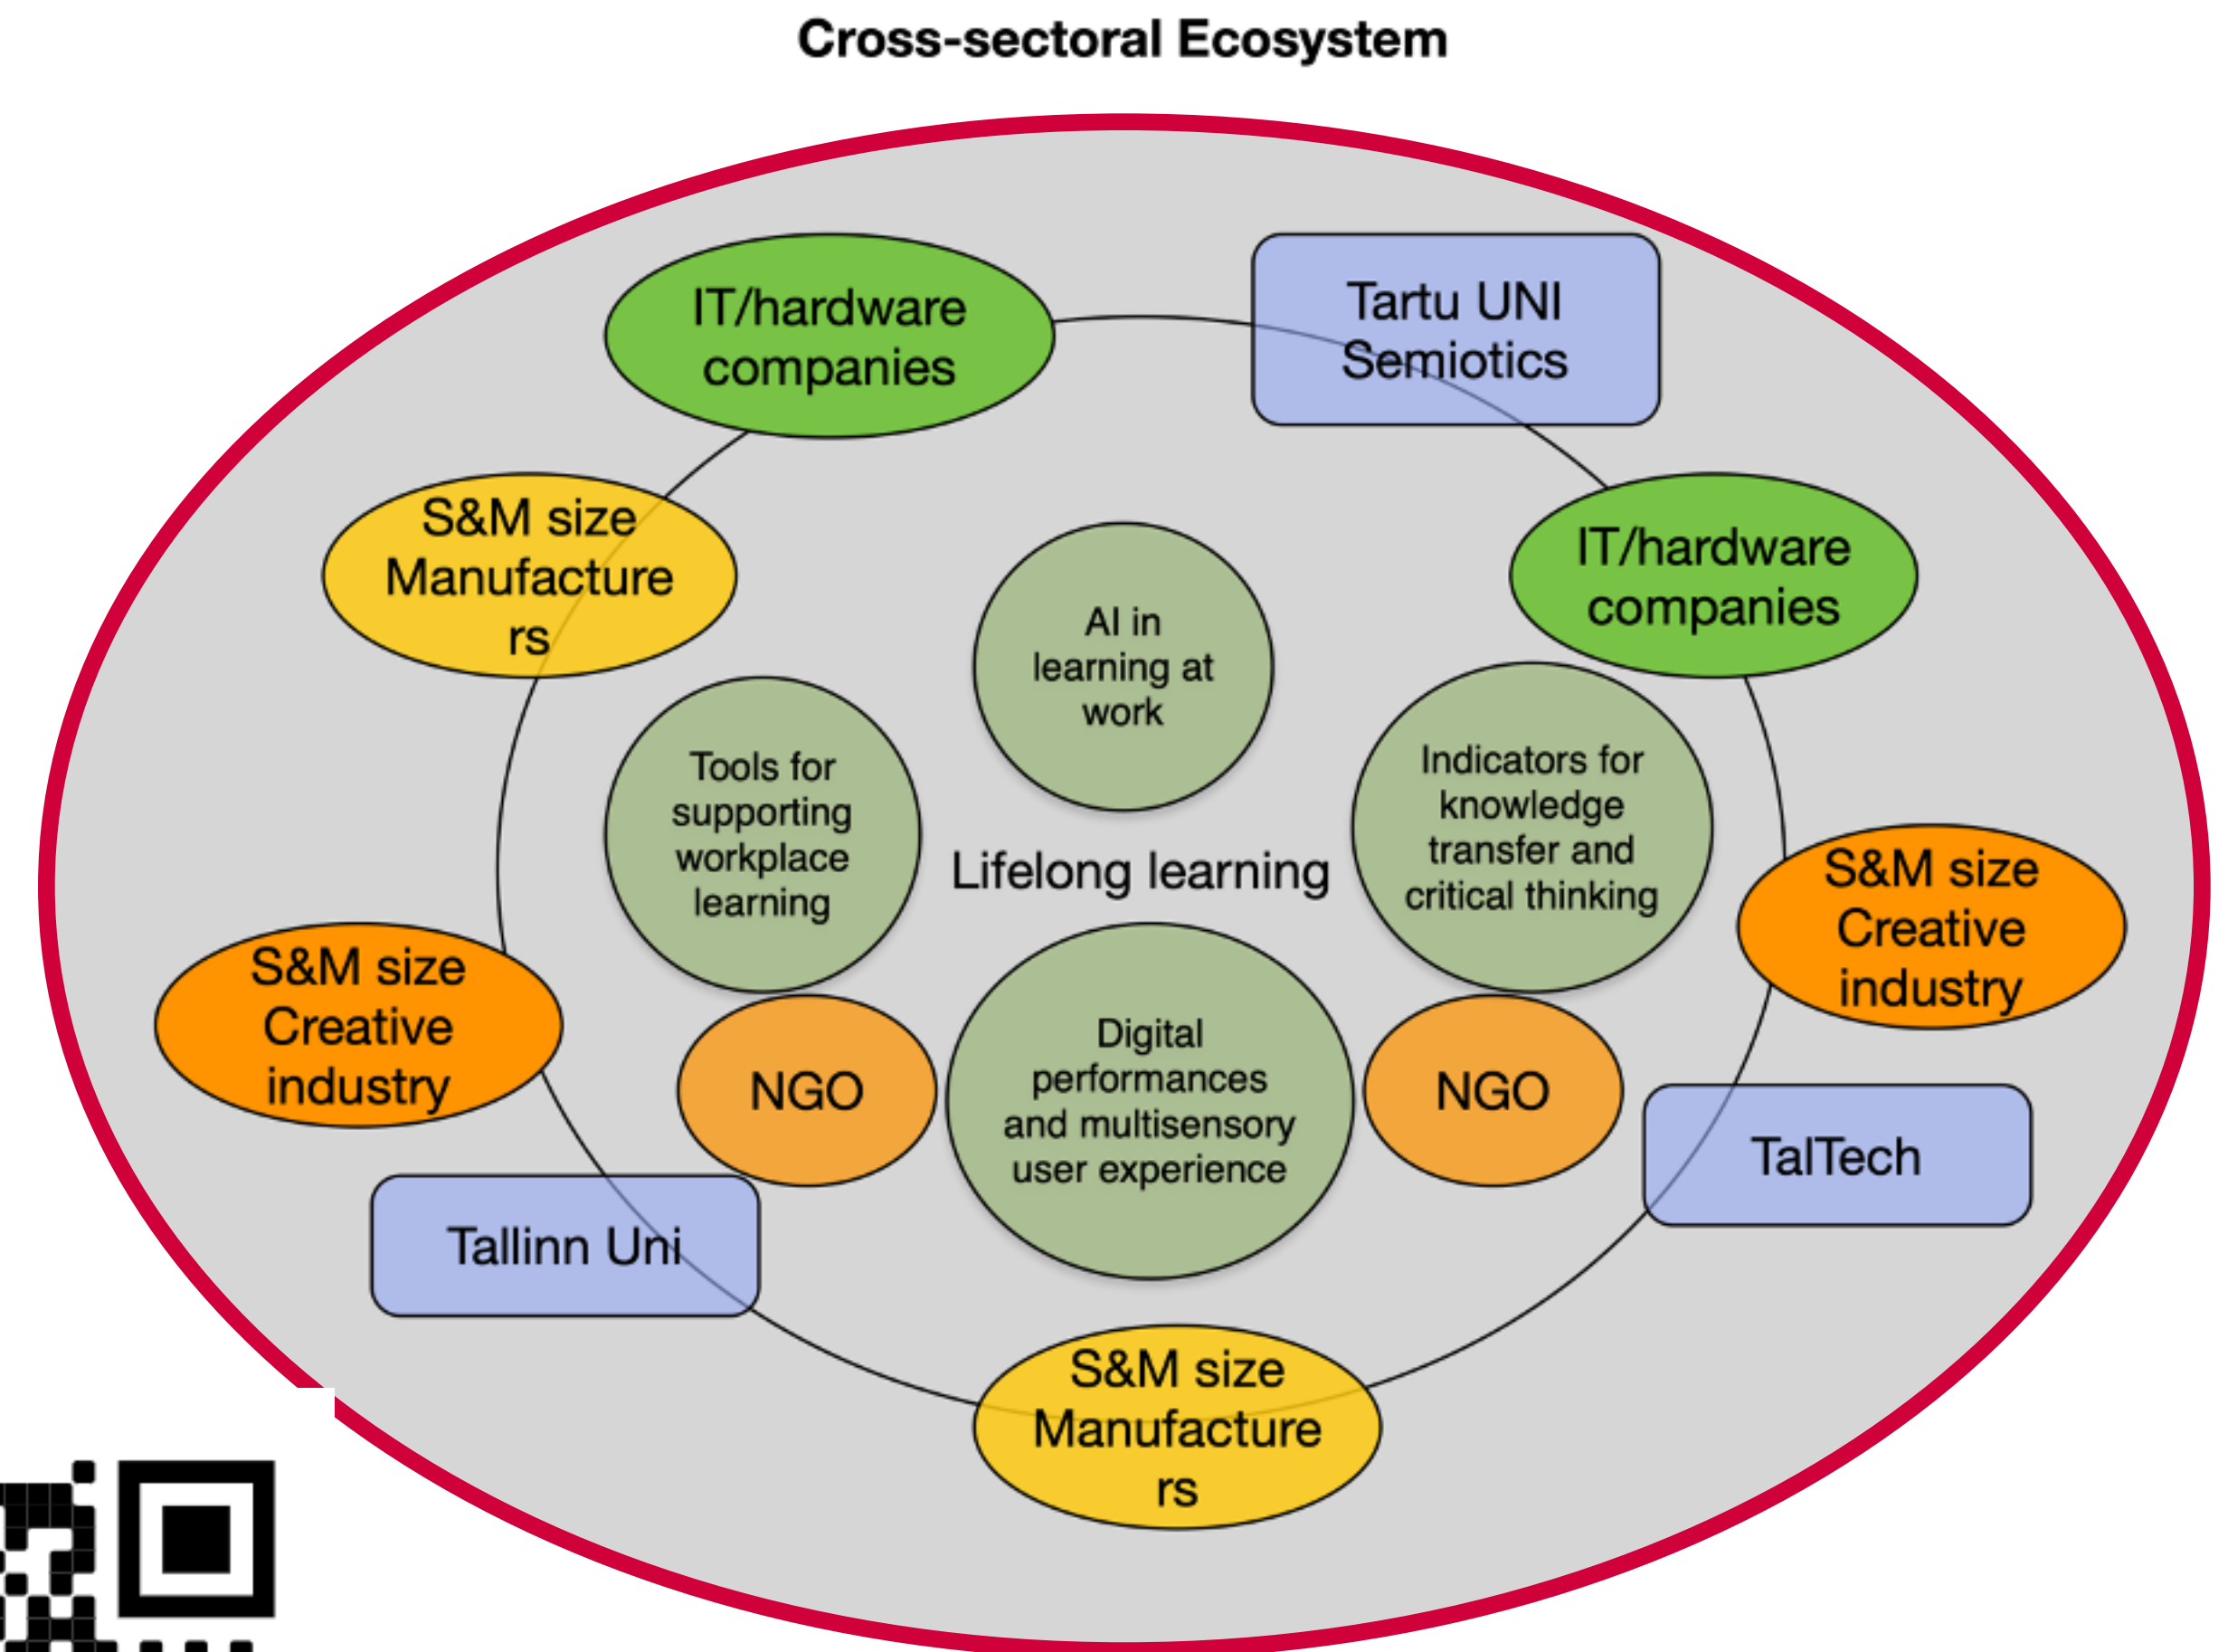 Cross-sectoral Ecosystem
IT/hardware
companies
Tartu UNI
Semiotics
S&M size
Manufacture
rs
IT/hardware
companies
AI in
learning at
work
Tools for
supporting
workplace
learning
Indicators for
knowledge
transfer and
critical thinking
Lifelong learning
S&M size
Creative
industry
S&M size
Creative
industry
NGO
Digital
performances
and multisensory
user experience
NGO
TalTech
Tallinn Uni
S&M size
Manufacture
rs